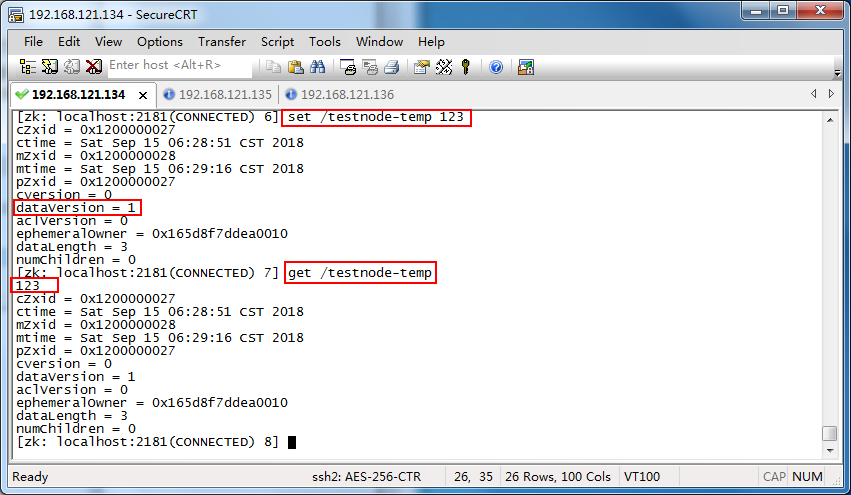 192.168.121.134 - SecureCRT
File Edit View Options Transfer Script Tools Window Help
Enter host <Alt+R>
192.168.121.134 192.168.121.135 192.168.121.136
[zk: localhost:2181(CONNECTED) 6] set /testnode-temp 123
cZxid = 0x1200000027
ctime = Sat Sep 15 06:28:51 CST 2018
mZxid = 0x1200000028
mtime = Sat Sep 15 06:29:16 CST 2018
pZxid = 0x1200000027
cversion = 0
dataVersion = 1
aclVersion = 0
ephemeralOwner = 0x165d8f7ddea0010
dataLength = 3
numChildren = 0
[zk: localhost:2181(CONNECTED) 7] get /testnode-temp
123
cZxid = 0x1200000027
ctime = Sat Sep 15 06:28:51 CST 2018
mZxid = 0x1200000028
mtime = Sat Sep 15 06:29:16 CST 2018
pZxid = 0x1200000027
cversion = 0
dataVersion = 1
aclVersion = 0
ephemeralOwner = 0x165d8f7ddea0010
dataLength = 3
numChildren = 0
[zk: localhost:2181(CONNECTED) 8]
Ready ssh2: AES-256-CTR 26, 35 26 Rows, 100 Cols VT100 CAP NUM